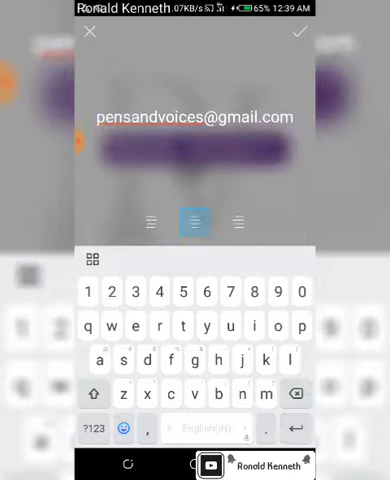 Ronald Kenneth .07KB/s 65% 12:39 AM
pensandvoices@gmail.com
1 2 3 4 5 6 7 8 9 0
q w e r t y u i o p
a s d f g h j k l
z x c v b n m
?123 , English(IN) .
Ronald Kenneth